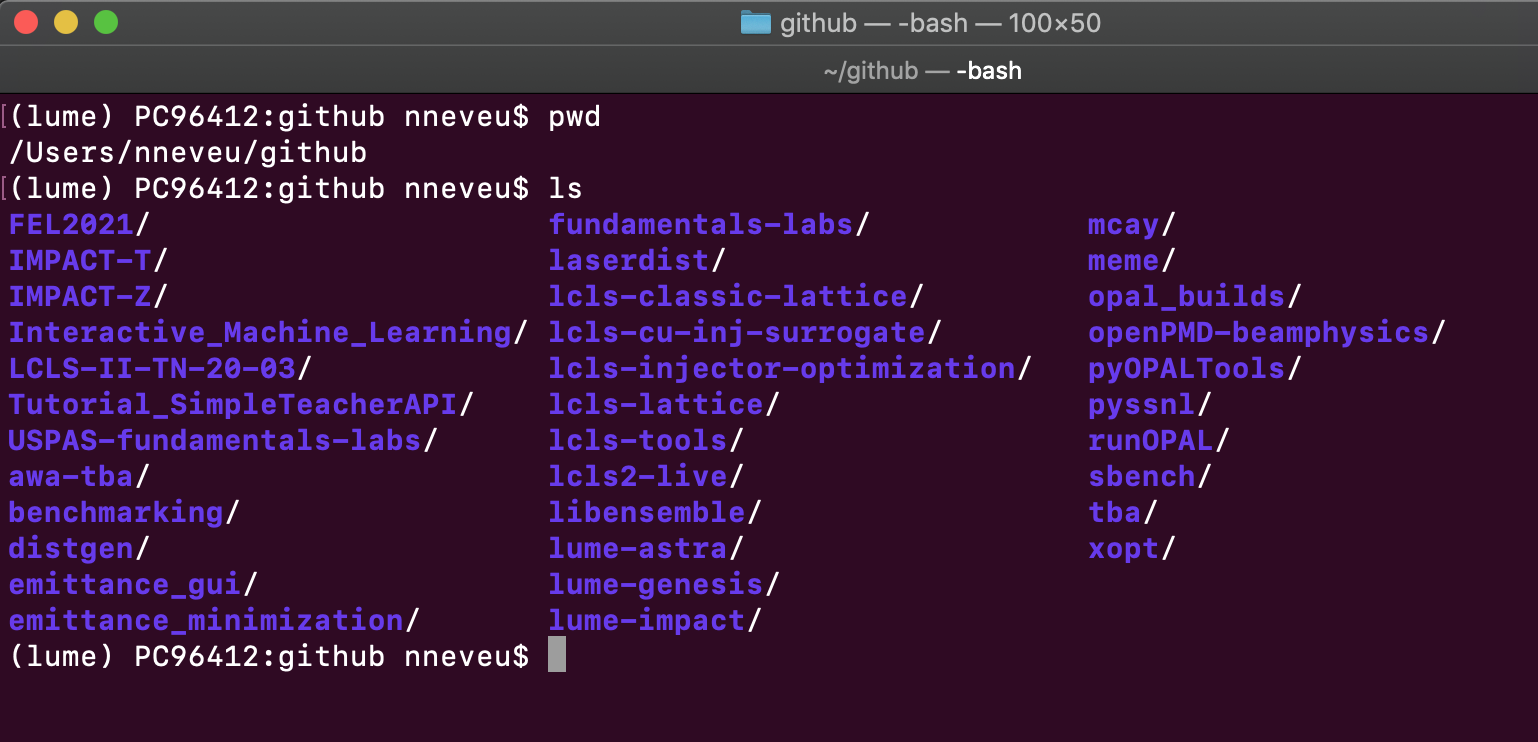 github — -bash — 100×50
~/github — -bash
[(lume) PC96412:github nneveu$ pwd
/Users/nneveu/github
[(lume) PC96412:github nneveu$ ls
FEL2021/ fundamentals-labs/ mcay/
IMPACT-T/ laserdist/ meme/
IMPACT-Z/ lcls-classic-lattice/ opal_builds/
Interactive_Machine_Learning/ lcls-cu-inj-surrogate/ openPMD-beamphysics/
LCLS-II-TN-20-03/ lcls-injector-optimization/ pyOPALTools/
Tutorial_SimpleTeacherAPI/ lcls-lattice/ pyssnl/
USPAS-fundamentals-labs/ lcls-tools/ runOPAL/
awa-tba/ lcls2-live/ sbench/
benchmarking/ libensemble/ tba/
distgen/ lume-astra/ xopt/
emittance_gui/ lume-genesis/
emittance_minimization/ lume-impact/
(lume) PC96412:github nneveu$